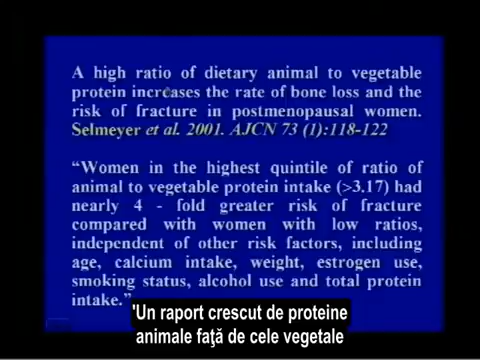 A high ratio of dietary animal to vegetable
protein increases the rate of bone loss and the
risk of fracture in postmenopausal women.
Selmeyer et al. 2001. AJCN 73 (1):118-122
“Women in the highest quintile of ratio of
animal to vegetable protein intake (>3.17) had
nearly 4 - fold greater risk of fracture
compared with women with low ratios,
independent of other risk factors, including
age, calcium intake, weight, estrogen use,
smoking status, alcohol use and total protein
intake.”
'Un raport crescut de proteine
animale faţă de cele vegetale